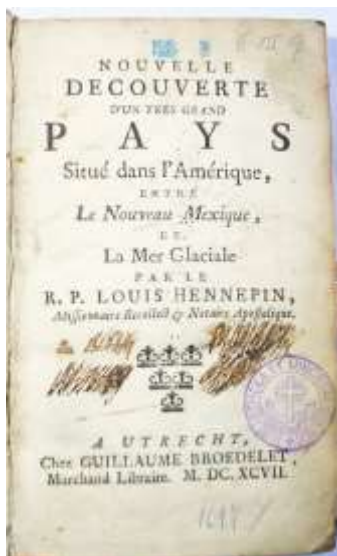 NOUVELLE
DECOUVERTE
D'UN TRES GRAND
PAYS
Situé dans l'Amérique,
ENTRE
Le Nouveau Mexique,
ET
La Mer Glaciale
PAR LE
R. P. LOUIS HENNEPIN,
Missionnaire Recollect & Notaire Apostolique.
A UTRECHT,
Chez GUILLAUME BROEDELET,
Marchand Libraire. M. DC. XCVII.